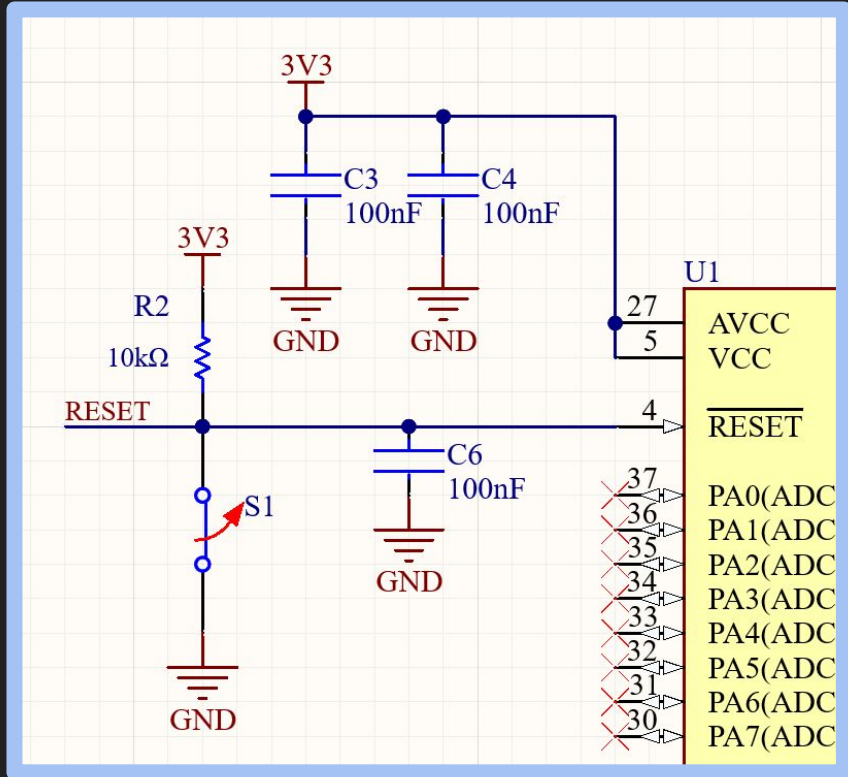 3V3
C3
100nF
C4
100nF
GND
GND
3V3
R2
10kΩ
RESET
S1
GND
C6
100nF
GND
U1
27 AVCC
5 VCC
4 RESET
37 PA0(ADC
36 PA1(ADC
35 PA2(ADC
34 PA3(ADC
33 PA4(ADC
32 PA5(ADC
31 PA6(ADC
30 PA7(ADC